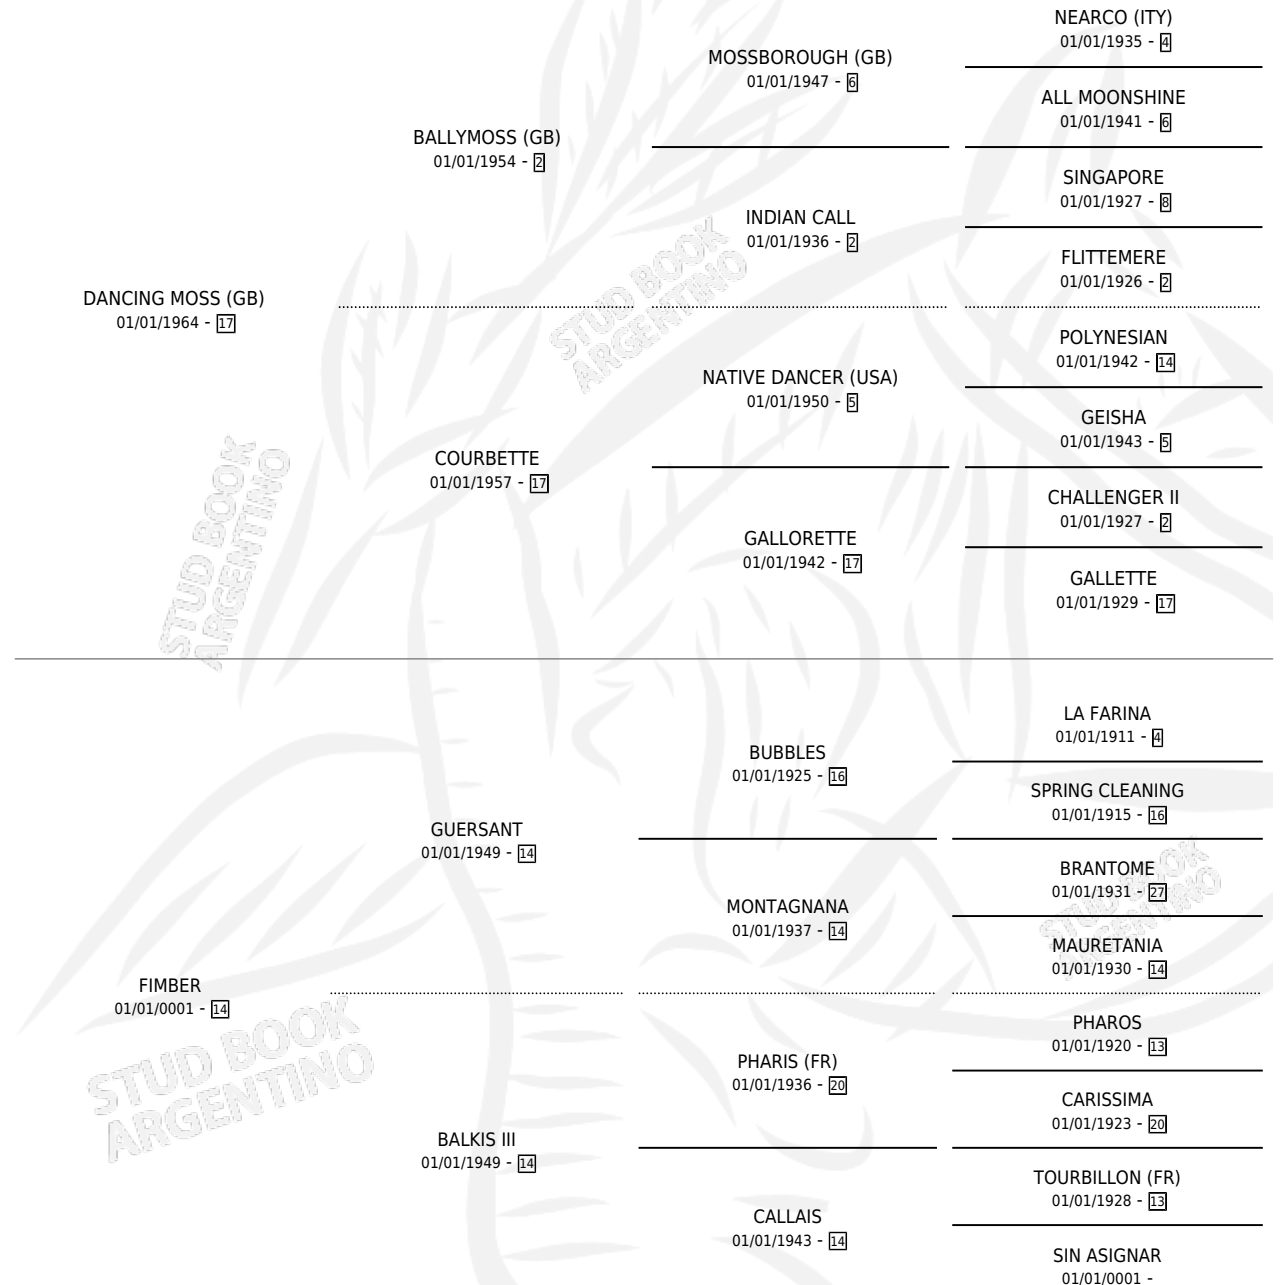 NEARCO (ITY)
01/01/1935 - 4
MOSSBOROUGH (GB)
01/01/1947 - 6
ALL MOONSHINE
01/01/1941 - 6
BALLYMOSS (GB)
01/01/1954 - 2
SINGAPORE
01/01/1927 - 8
INDIAN CALL
01/01/1936 - 2
FLITTEMERE
01/01/1926 - 2
DANCING MOSS (GB)
01/01/1964 - 17
STUD BOOK
ARGENTINO
POLYNESIAN
01/01/1942 - 14
NATIVE DANCER (USA)
01/01/1950 - 5
GEISHA
01/01/1943 - 5
COURBETTE
01/01/1957 - 17
CHALLENGER II
01/01/1927 - 2
GALLORETTE
01/01/1942 - 17
GALLETTE
01/01/1929 - 17
STUD BOOK
ARGENTINO
LA FARINA
01/01/1911 - 4
BUBBLES
01/01/1925 - 16
SPRING CLEANING
01/01/1915 - 16
GUERSANT
01/01/1949 - 14
BRANTOME
01/01/1931 - 27
MONTAGNANA
01/01/1937 - 14
STUD BOOK
ARGENTINO
MAURETANIA
01/01/1930 - 14
FIMBER
01/01/0001 - 14
PHAROS
01/01/1920 - 13
PHARIS (FR)
01/01/1936 - 20
STUD BOOK
ARGENTINO
CARISSIMA
01/01/1923 - 20
BALKIS III
01/01/1949 - 14
TOURBILLON (FR)
01/01/1928 - 13
CALLAIS
01/01/1943 - 14
SIN ASIGNAR
01/01/0001 -